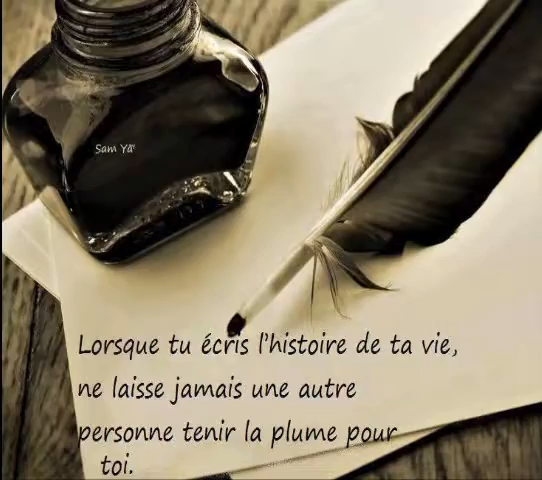 Sam Yã'
Lorsque tu écris l'histoire de ta vie,
ne laisse jamais une autre
personne tenir la plume pour
toi.